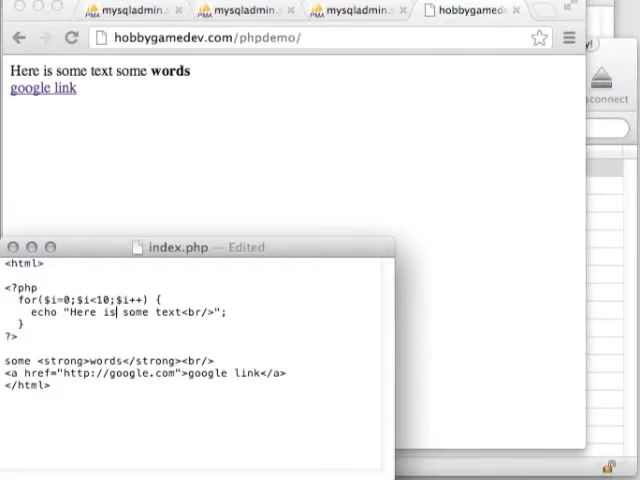 mysqladmin. mysqladmin. mysqladmin. hobbygamede
hobbygamedev.com/phpdemo/
Here is some text some words
google link
sconnect
index.php — Edited
<html>
<?php
for($i=0;$i<10;$i++) {
echo "Here is some text<br/>";
}
?>
some <strong>words</strong><br/>
<a href="http://google.com">google link</a>
</html>